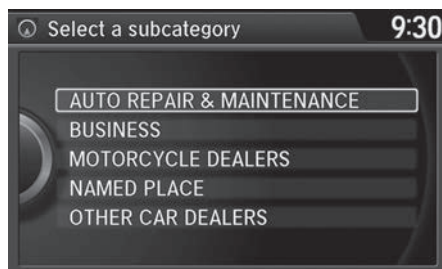 Select a subcategory 9:30
AUTO REPAIR & MAINTENANCE
BUSINESS
MOTORCYCLE DEALERS
NAMED PLACE
OTHER CAR DEALERS